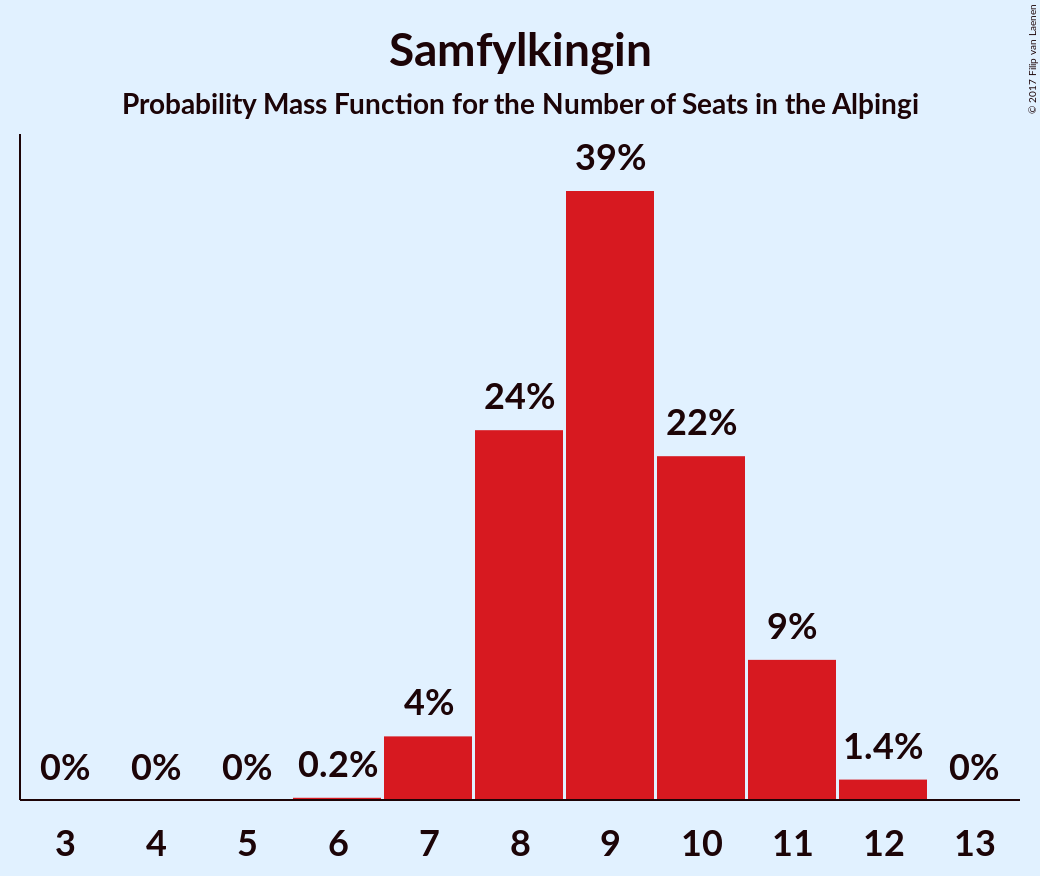 Samfylkingin
Probability Mass Function for the Number of Seats in the Alþingi
© 2017 Filip van Laenen
39%
24%
22%
9%
4%
1.4%
0% 0% 0% 0.2% 0%
3 4 5 6 7 8 9 10 11 12 13